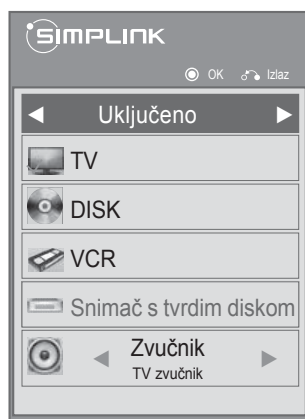 SIMPLINK
OK Izlaz
Uključeno
TV
DISK
VCR
Snimač s tvrdim diskom
Zvučnik
TV zvučnik